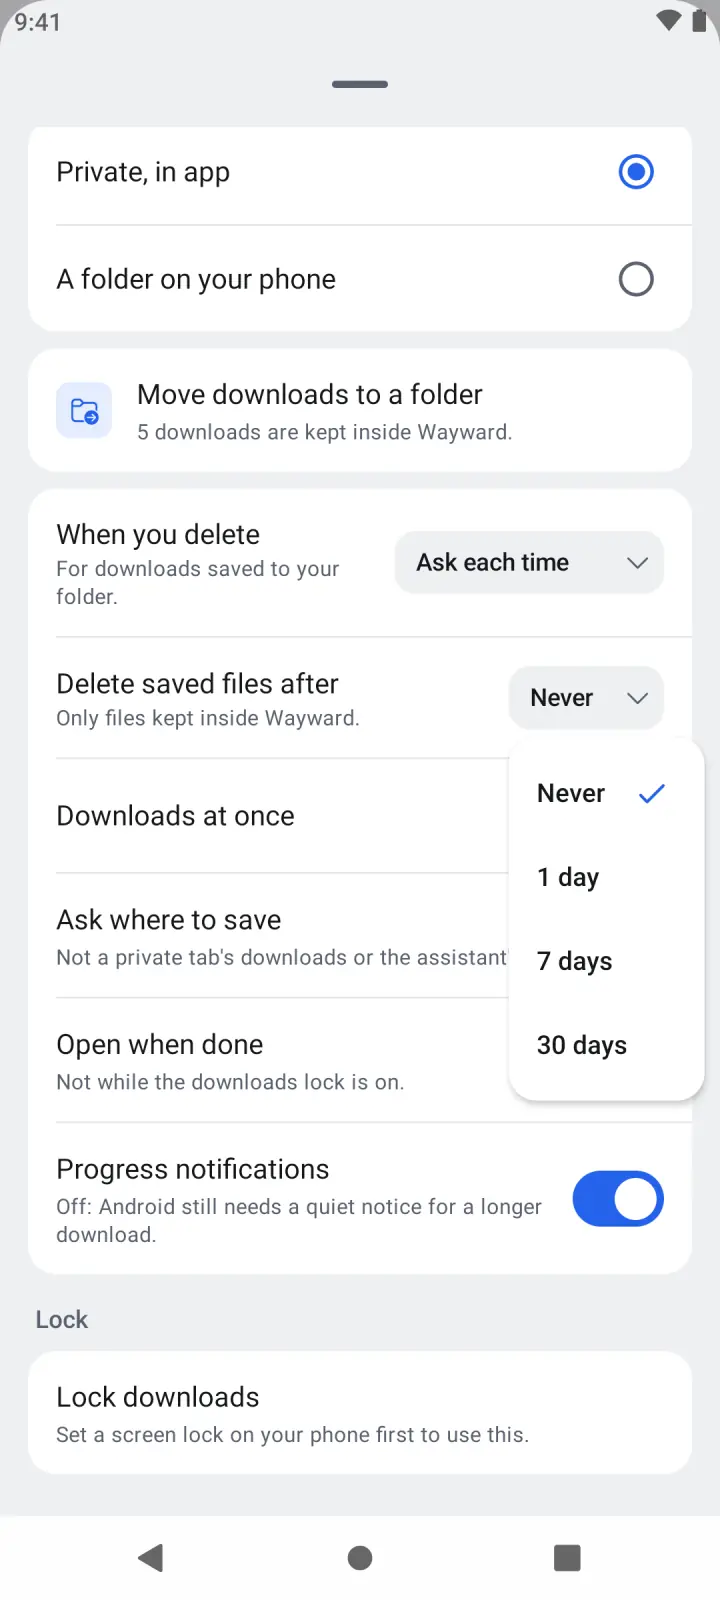 9:41
Private, in app
A folder on your phone
Move downloads to a folder
5 downloads are kept inside Wayward.
When you delete
For downloads saved to your
folder.
Ask each time
Delete saved files after
Only files kept inside Wayward.
Never
Never
1 day
7 days
30 days
Downloads at once
Ask where to save
Not a private tab's downloads or the assistant'
Open when done
Not while the downloads lock is on.
Progress notifications
Off: Android still needs a quiet notice for a longer
download.
Lock
Lock downloads
Set a screen lock on your phone first to use this.